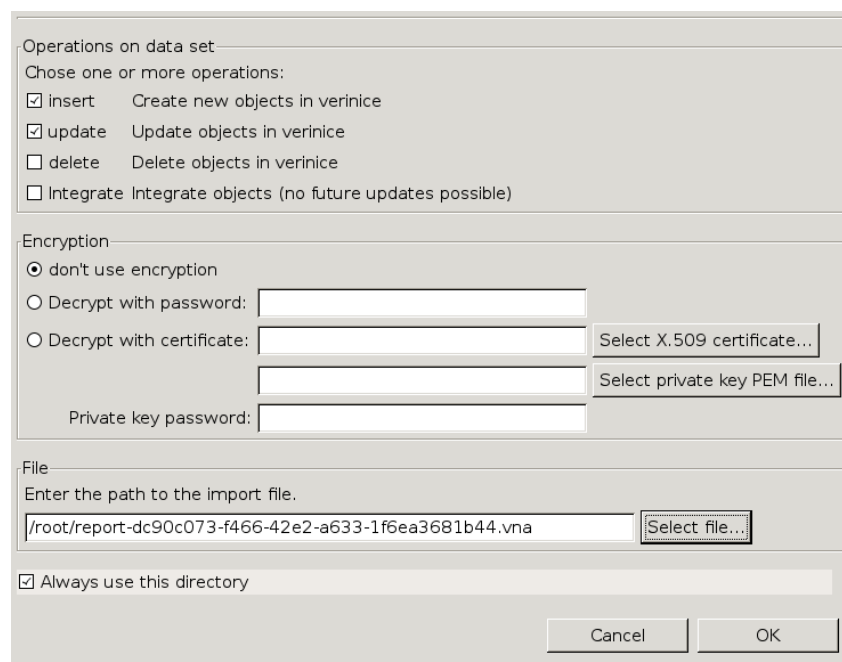 Operations on data set
Chose one or more operations:
insert Create new objects in verinice
update Update objects in verinice
delete Delete objects in verinice
Integrate Integrate objects (no future updates possible)
Encryption
don't use encryption
Decrypt with password:
Decrypt with certificate: Select X.509 certificate...
Select private key PEM file...
Private key password:
File
Enter the path to the import file.
/root/report-dc90c073-f466-42e2-a633-1f6ea3681b44.vna Select file...
Always use this directory
Cancel OK